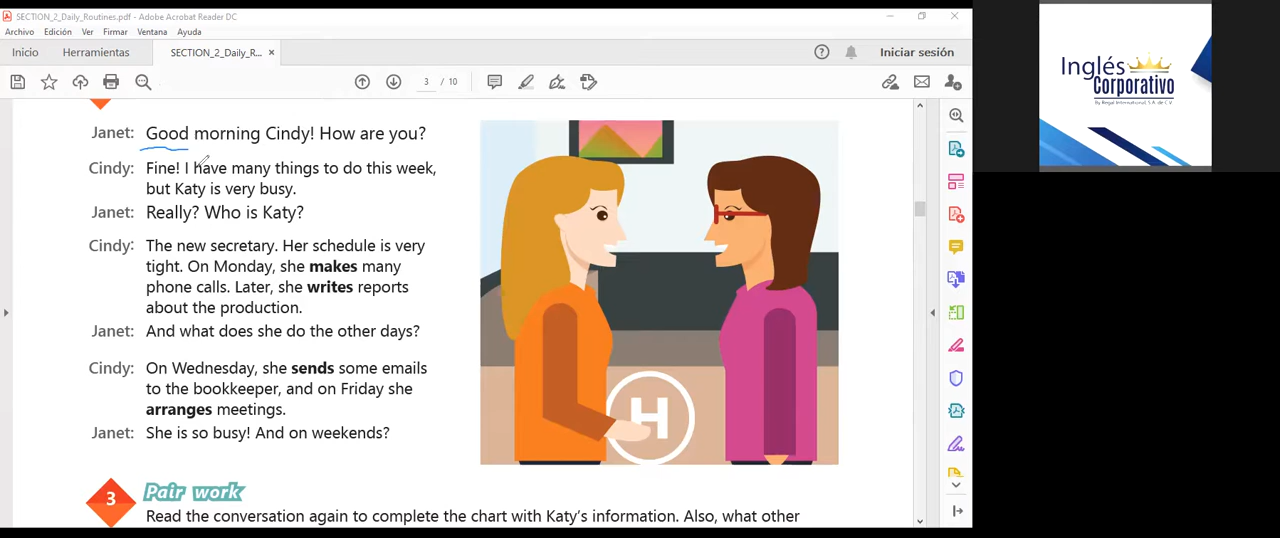 SECTION_2_Daily_Routines.pdf - Adobe Acrobat Reader DC
Archivo Edición Ver Firmar Ventana Ayuda
Inicio Herramientas SECTION_2_Daily_R... × Iniciar sesión
3 / 10
Janet: Good morning Cindy! How are you?
Cindy: Fine! I have many things to do this week,
but Katy is very busy.
Janet: Really? Who is Katy?
Cindy: The new secretary. Her schedule is very
tight. On Monday, she makes many
phone calls. Later, she writes reports
about the production.
Janet: And what does she do the other days?
Cindy: On Wednesday, she sends some emails
to the bookkeeper, and on Friday she
arranges meetings.
Janet: She is so busy! And on weekends?
H
3 Pair work
Read the conversation again to complete the chart with Katy's information. Also, what other
Inglés
Corporativo
By Regal International, S.A. de C.V.